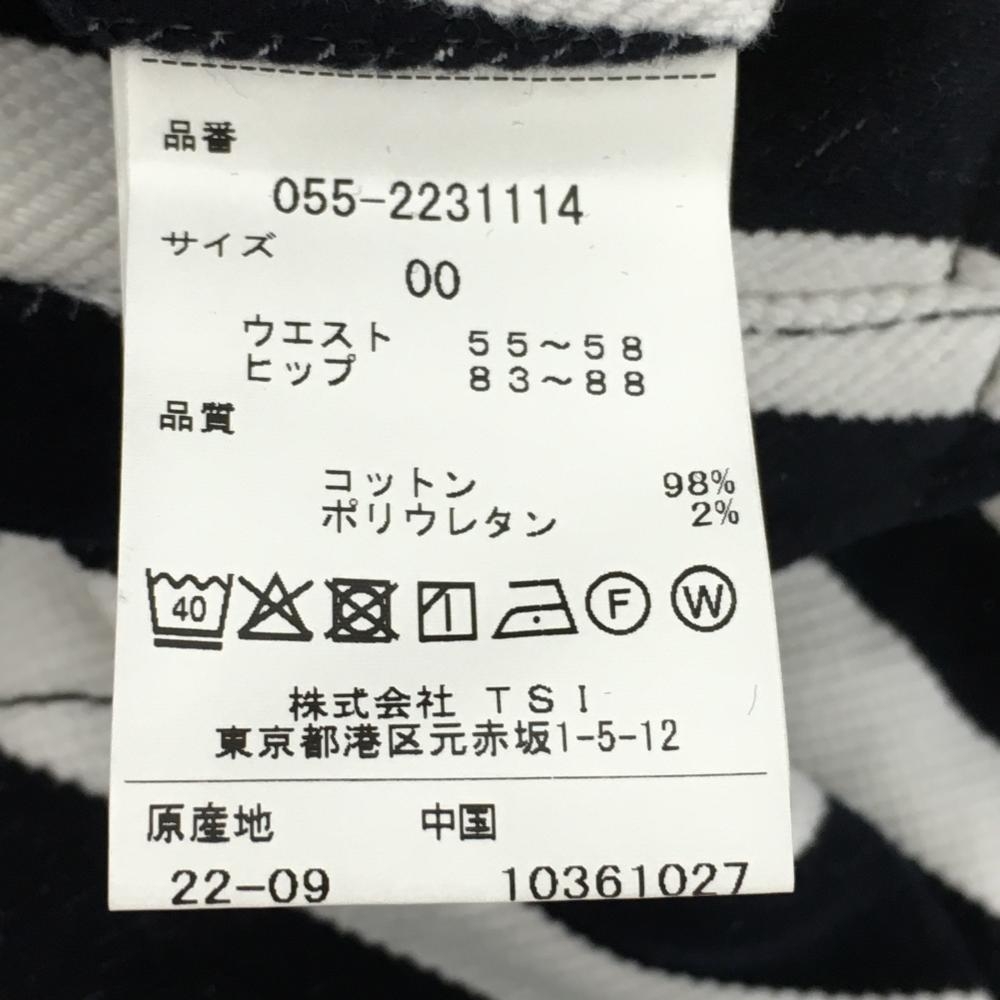 品番
055-2231114
サイズ
00
ウエスト 55～58
ヒップ 83～88
品質
コットン 98%
ポリウレタン 2%
40 F W
株式会社 TSI
東京都港区元赤坂1-5-12
原産地 中国
22-09 10361027